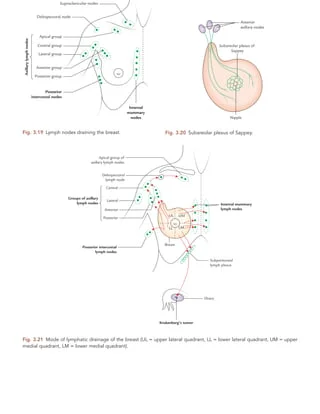 Supraclavicular nodes
Deltopectoral node
Apical group
Central group
Lateral group
Anterior group
Posterior group
Axillary lymph nodes
Posterior
intercostal nodes
Internal
mammary
nodes
Fig. 3.19 Lymph nodes draining the breast
Anterior
axillary nodes
Subareolar plexus of
Sappey
Nipple
Fig. 3.20 Subareolar plexus of Sappey.
Apical group of
axillary lymph nodes
Deltopectoral
lymph node
Central
Groups of axillary
lymph nodes
Lateral
Anterior
Posterior
Internal mammary
lymph nodes
UL
UM
LL
LM
Posterior intercostal
lymph nodes
Breast
Subperitoneal
lymph plexus
Ovary
Krukenberg's tumor
Fig. 3.21 Mode of lymphatic drainage of the breast (UL = upper lateral quadrant, LL = lower lateral quadrant, UM = upper
medial quadrant, LM = lower medial quadrant).